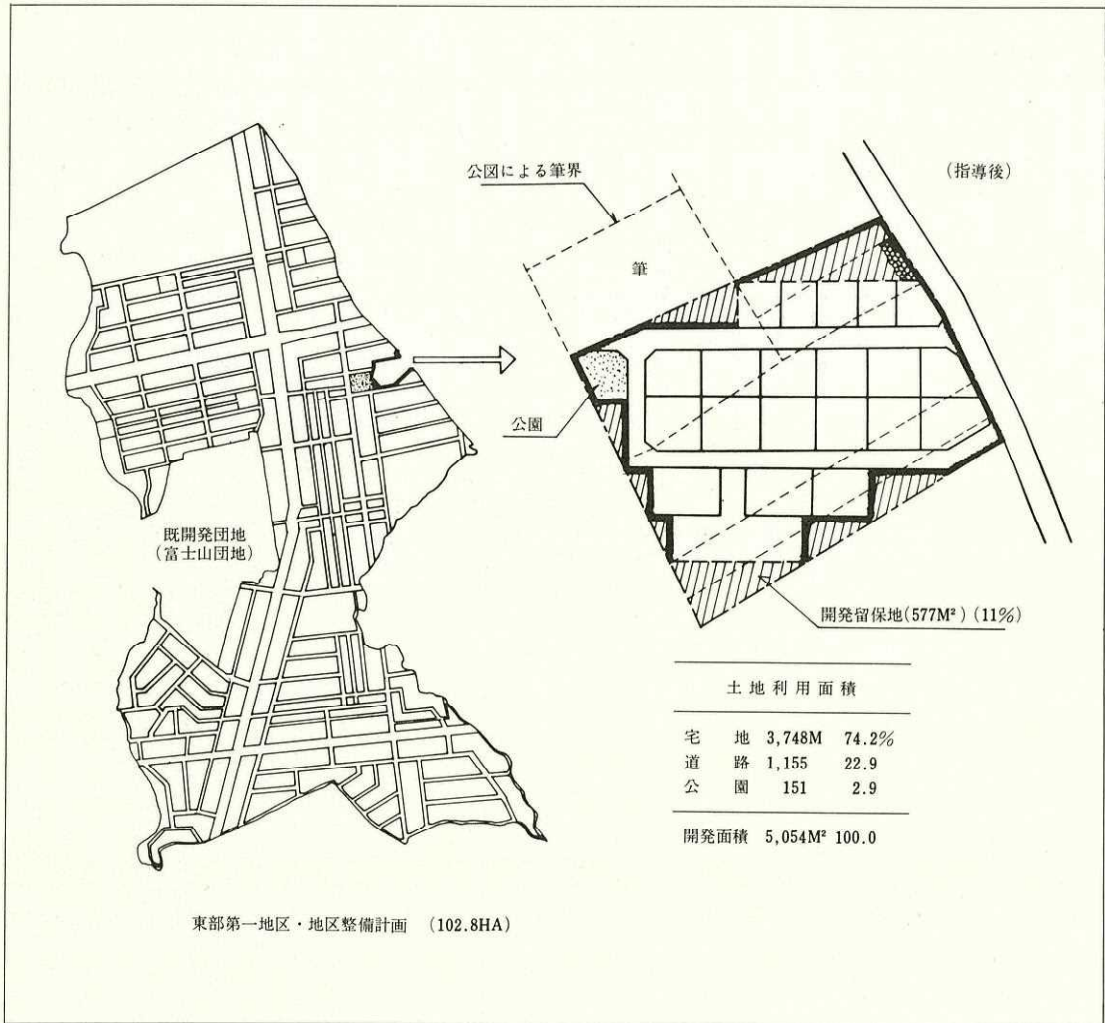 公図による筆界
(指導後)
筆
公園
既開発団地
(富士山団地)
開発留保地(577M²) (11%)
土地利用面積
宅 地 3,748M 74.2%
道 路 1,155 22.9
公 園 151 2.9
開発面積 5,054M² 100.0
東部第一地区・地区整備計画 (102.8HA)